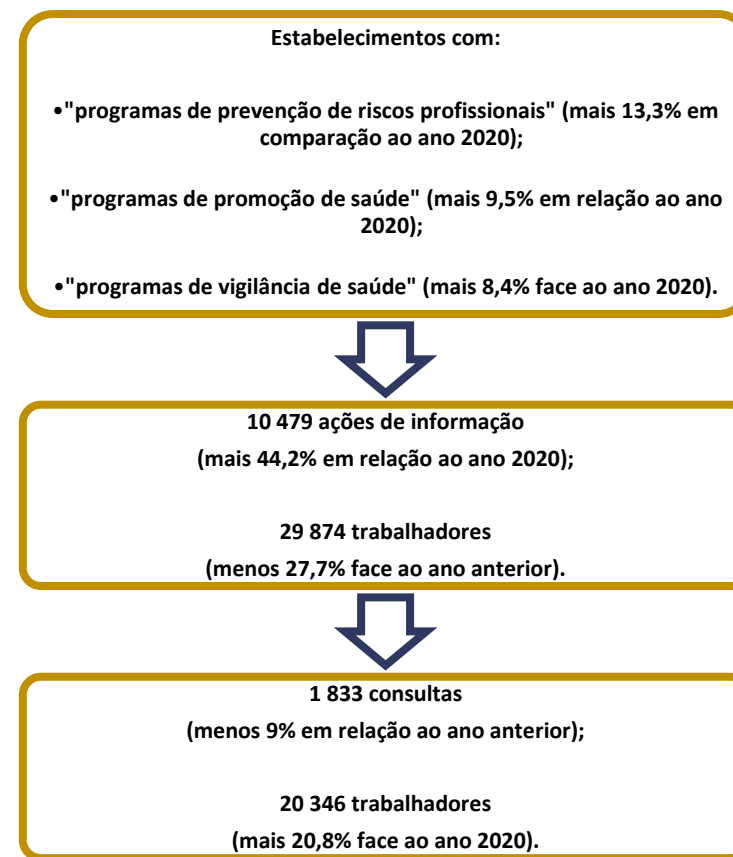 Estabelecimentos com:
•"programas de prevenção de riscos profissionais" (mais 13,3% em
comparação ao ano 2020);
•"programas de promoção de saúde" (mais 9,5% em relação ao ano
2020);
•"programas de vigilância de saúde" (mais 8,4% face ao ano 2020).
10 479 ações de informação
(mais 44,2% em relação ao ano 2020);
29 874 trabalhadores
(menos 27,7% face ao ano anterior).
1 833 consultas
(menos 9% em relação ao ano anterior);
20 346 trabalhadores
(mais 20,8% face ao ano 2020).